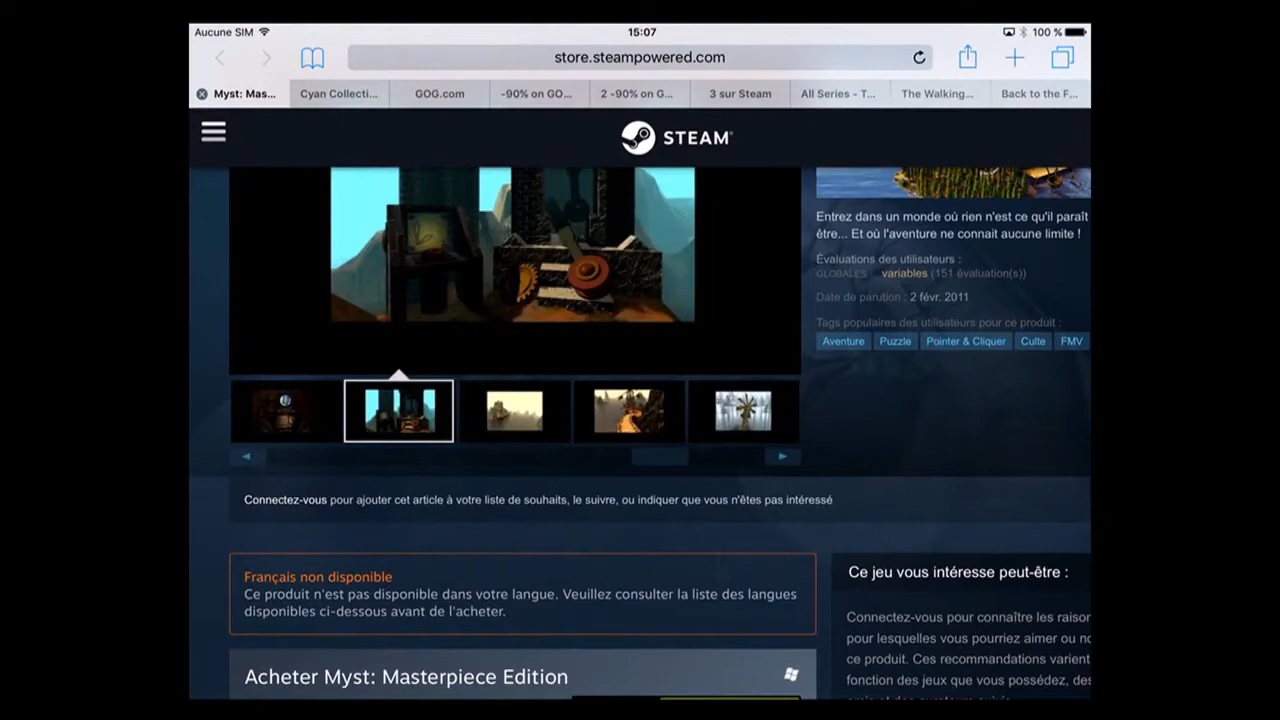 Aucune SIM 15:07 100 %
store.steampowered.com
Myst: Mas... Cyan Collecti... GOG.com -90% on GO... 2 -90% on G... 3 sur Steam All Series - T... The Walking... Back to the F...
STEAM
Entrez dans un monde où rien n'est ce qu'il paraît
être... Et où l'aventure ne connait aucune limite !
Évaluations des utilisateurs :
GLOBALES : variables (151 évaluation(s))
Date de parution : 2 févr. 2011
Tags populaires des utilisateurs pour ce produit :
Aventure Puzzle Pointer & Cliquer Culte FMV
Connectez-vous pour ajouter cet article à votre liste de souhaits, le suivre, ou indiquer que vous n'êtes pas intéressé
Français non disponible
Ce produit n'est pas disponible dans votre langue. Veuillez consulter la liste des langues
disponibles ci-dessous avant de l'acheter.
Acheter Myst: Masterpiece Edition
Ce jeu vous intéresse peut-être :
Connectez-vous pour connaître les raisor
pour lesquelles vous pourriez aimer ou no
ce produit. Ces recommandations varient
fonction des jeux que vous possédez, des